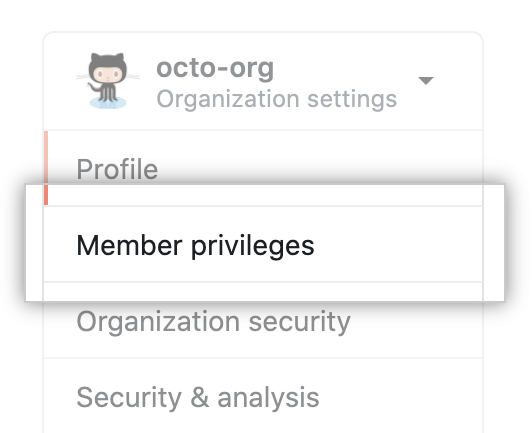 octo-org
Organization settings
Profile
Member privileges
Organization security
Security & analysis